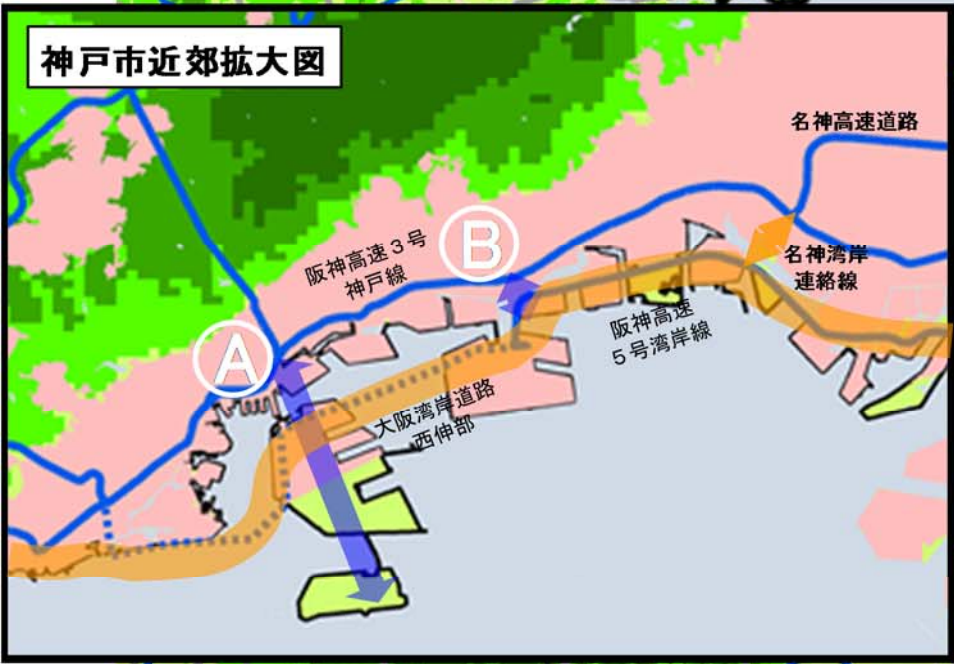 神戸市近郊拡大図
名神高速道路
阪神高速３号
神戸線
B
名神湾岸
連絡線
阪神高速
５号湾岸線
A
大阪湾岸道路
西伸部